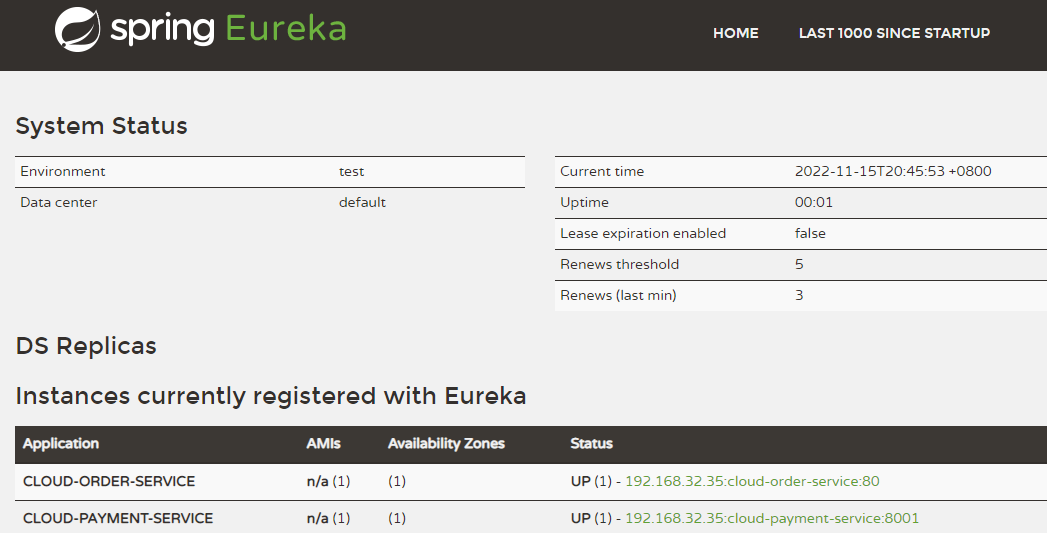 spring Eureka
HOME LAST 1000 SINCE STARTUP
System Status
Environment test
Data center default
Current time 2022-11-15T20:45:53 +0800
Uptime 00:01
Lease expiration enabled false
Renews threshold 5
Renews (last min) 3
DS Replicas
Instances currently registered with Eureka
Application AMIs Availability Zones Status
CLOUD-ORDER-SERVICE n/a (1) (1) UP (1) - 192.168.32.35:cloud-order-service:80
CLOUD-PAYMENT-SERVICE n/a (1) (1) UP (1) - 192.168.32.35:cloud-payment-service:8001